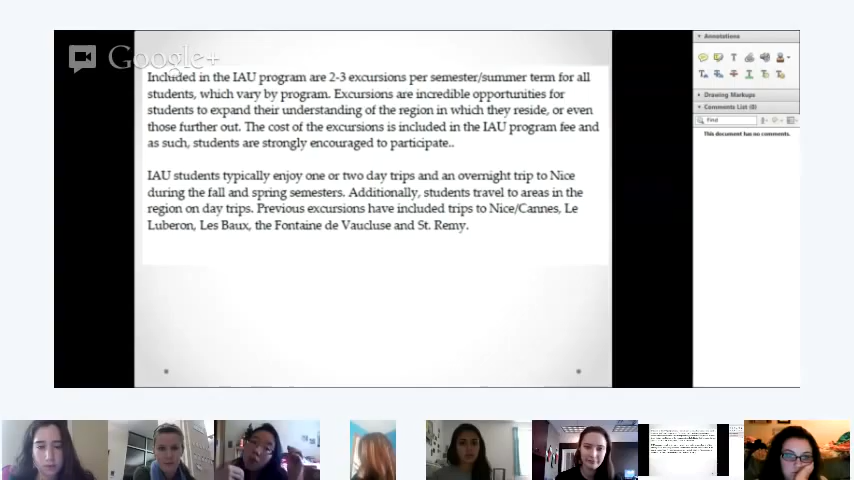 Google+
Annotations
Included in the IAU program are 2-3 excursions per semester/summer term for all
students, which vary by program. Excursions are incredible opportunities for
students to expand their understanding of the region in which they reside, or even
those further out. The cost of the excursions is included in the IAU program fee and
as such, students are strongly encouraged to participate..
IAU students typically enjoy one or two day trips and an overnight trip to Nice
during the fall and spring semesters. Additionally, students travel to areas in the
region on day trips. Previous excursions have included trips to Nice/Cannes, Le
Luberon, Les Baux, the Fontaine de Vaucluse and St. Remy.
Drawing Markups
Comments List (0)
Find
This document has no comments.